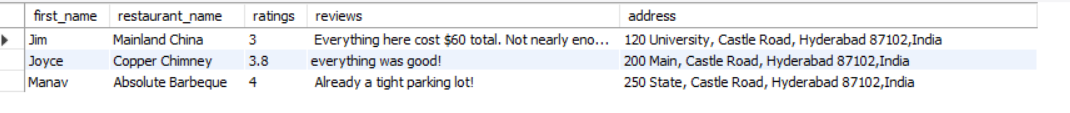 first_name restaurant_name ratings reviews address
Jim Mainland China 3 Everything here cost $60 total. Not nearly eno... 120 University, Castle Road, Hyderabad 87102,India
Joyce Copper Chimney 3.8 everything was good! 200 Main, Castle Road, Hyderabad 87102,India
Manav Absolute Barbeque 4 Already a tight parking lot! 250 State, Castle Road, Hyderabad 87102,India